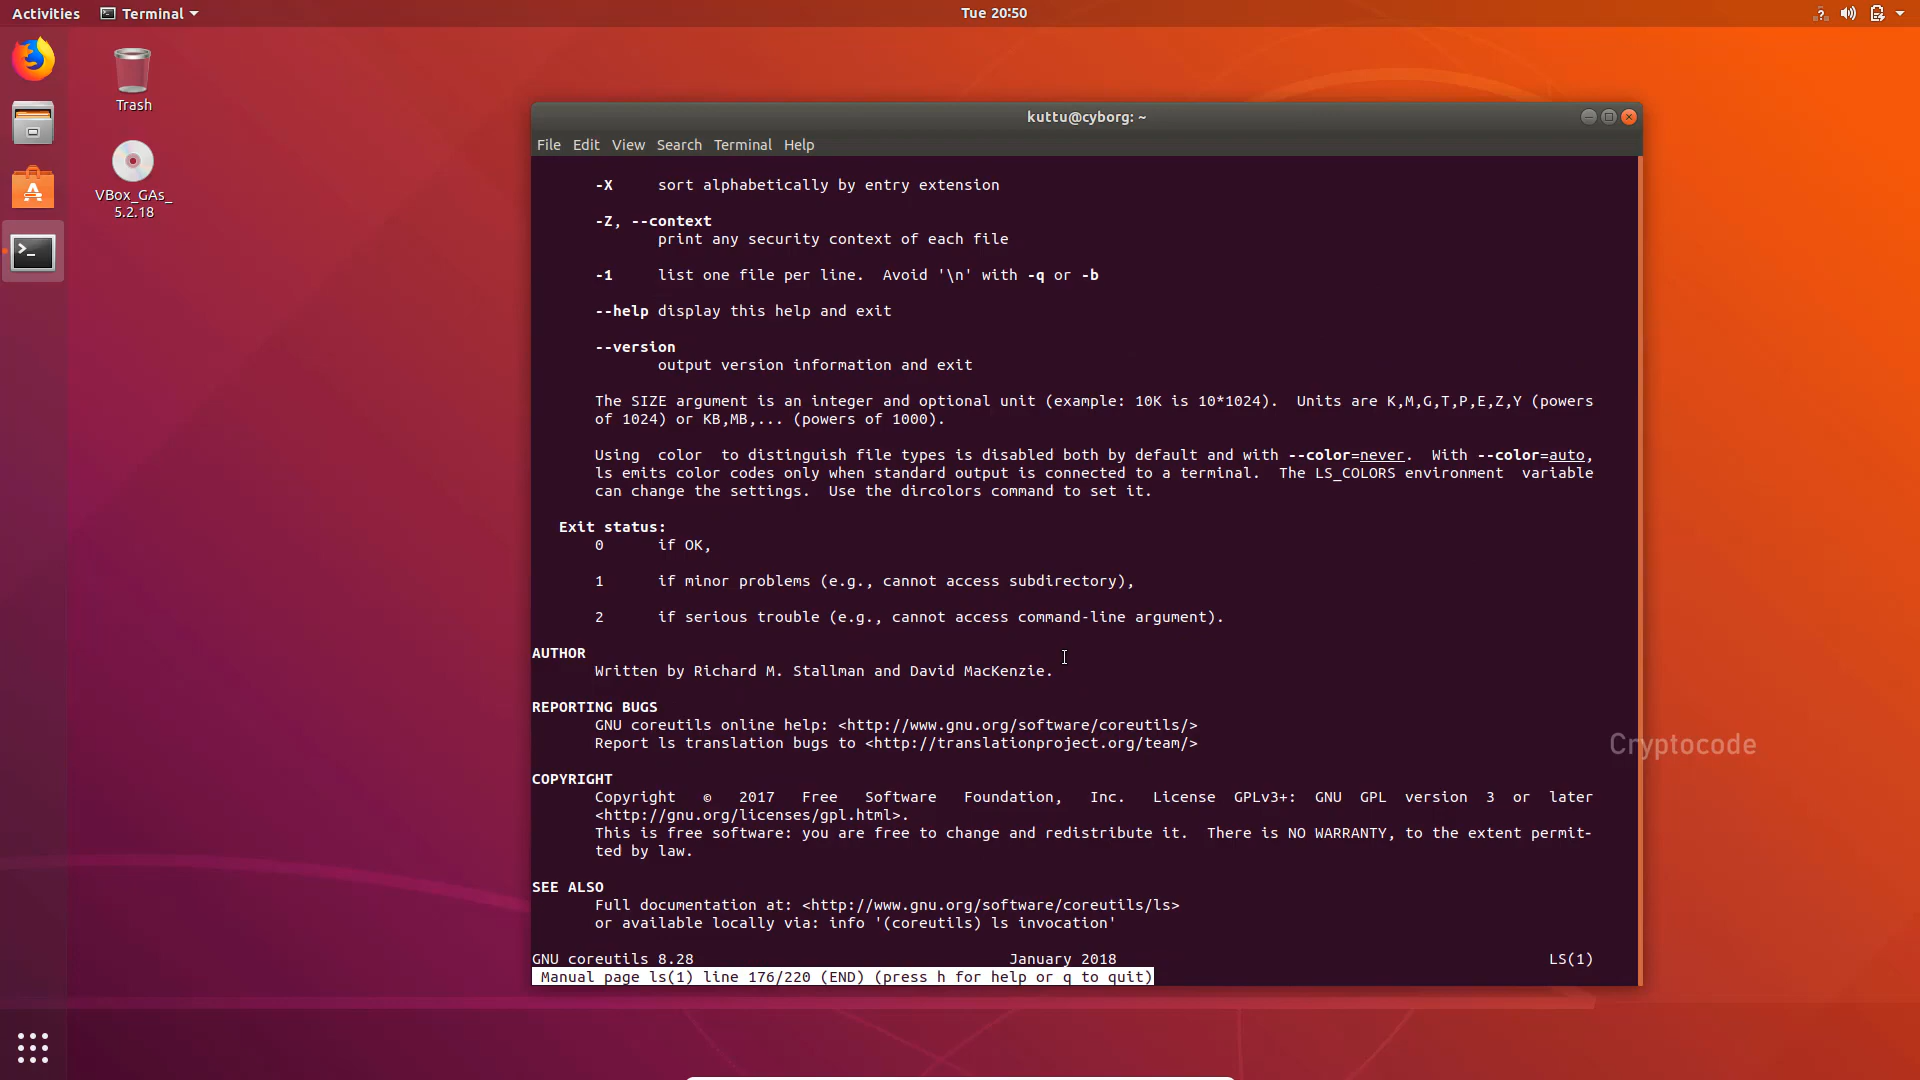 Activities Terminal Tue 20:50
Trash
VBox_GAs_
5.2.18
kuttu@cyborg: ~
File Edit View Search Terminal Help
-X sort alphabetically by entry extension
-Z, --context
print any security context of each file
-1 list one file per line. Avoid '\n' with -q or -b
--help display this help and exit
--version
output version information and exit
The SIZE argument is an integer and optional unit (example: 10K is 10*1024). Units are K,M,G,T,P,E,Z,Y (powers
of 1024) or KB,MB,... (powers of 1000).
Using color to distinguish file types is disabled both by default and with --color=never. With --color=auto,
ls emits color codes only when standard output is connected to a terminal. The LS_COLORS environment variable
can change the settings. Use the dircolors command to set it.
Exit status:
0 if OK,
1 if minor problems (e.g., cannot access subdirectory),
2 if serious trouble (e.g., cannot access command-line argument).
AUTHOR
Written by Richard M. Stallman and David MacKenzie.
REPORTING BUGS
GNU coreutils online help: <http://www.gnu.org/software/coreutils/>
Report ls translation bugs to <http://translationproject.org/team/>
COPYRIGHT
Copyright © 2017 Free Software Foundation, Inc. License GPLv3+: GNU GPL version 3 or later
<http://gnu.org/licenses/gpl.html>.
This is free software: you are free to change and redistribute it. There is NO WARRANTY, to the extent permit-
ted by law.
SEE ALSO
Full documentation at: <http://www.gnu.org/software/coreutils/ls>
or available locally via: info '(coreutils) ls invocation'
GNU coreutils 8.28 January 2018 LS(1)
Manual page ls(1) line 176/220 (END) (press h for help or q to quit)
Cryptocode